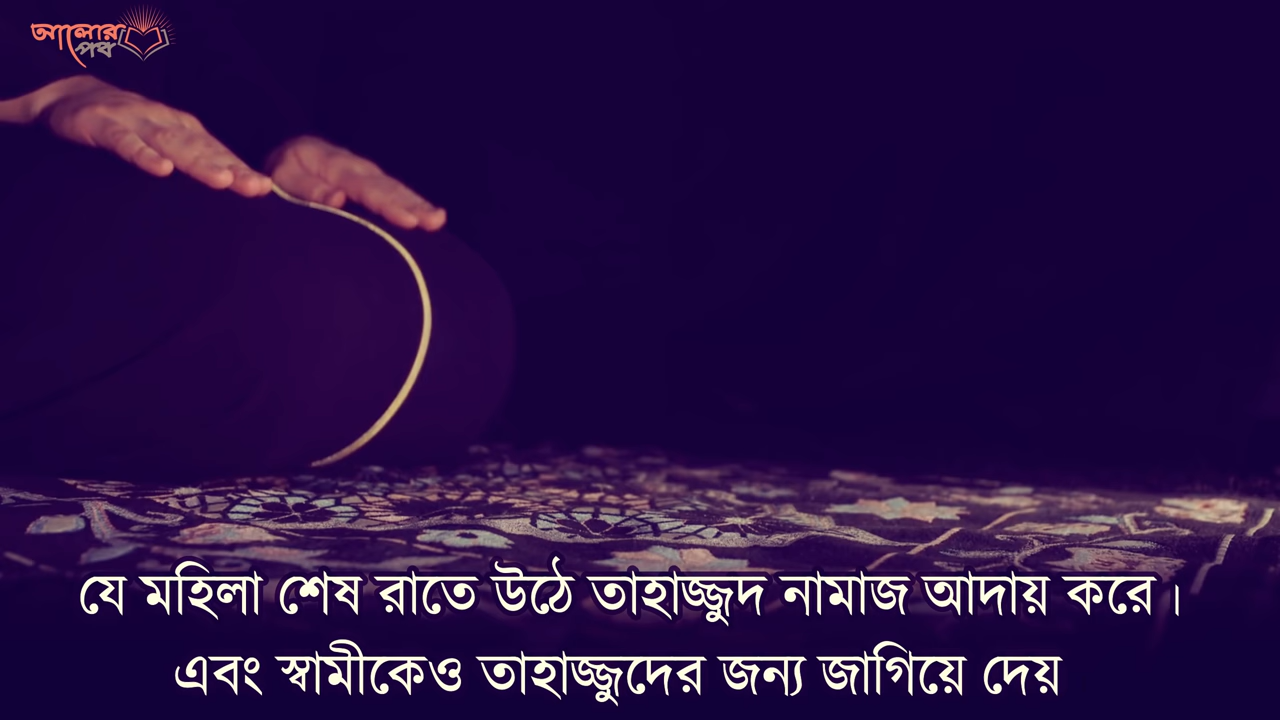 আলোর
পথ
যে মহিলা শেষ রাতে উঠে তাহাজ্জুদ নামাজ আদায় করে।
এবং স্বামীকেও তাহাজ্জুদের জন্য জাগিয়ে দেয়